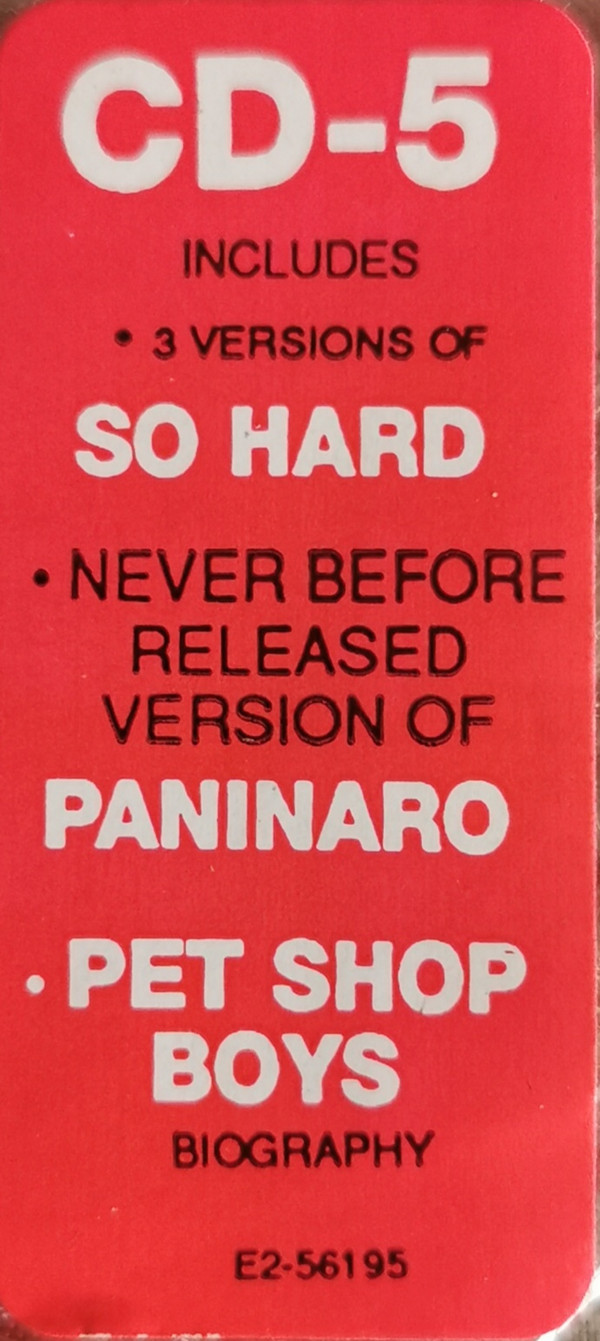 CD-5
INCLUDES
• 3 VERSIONS OF
SO HARD
• NEVER BEFORE
RELEASED
VERSION OF
PANINARO
• PET SHOP
BOYS
BIOGRAPHY
E2-56195